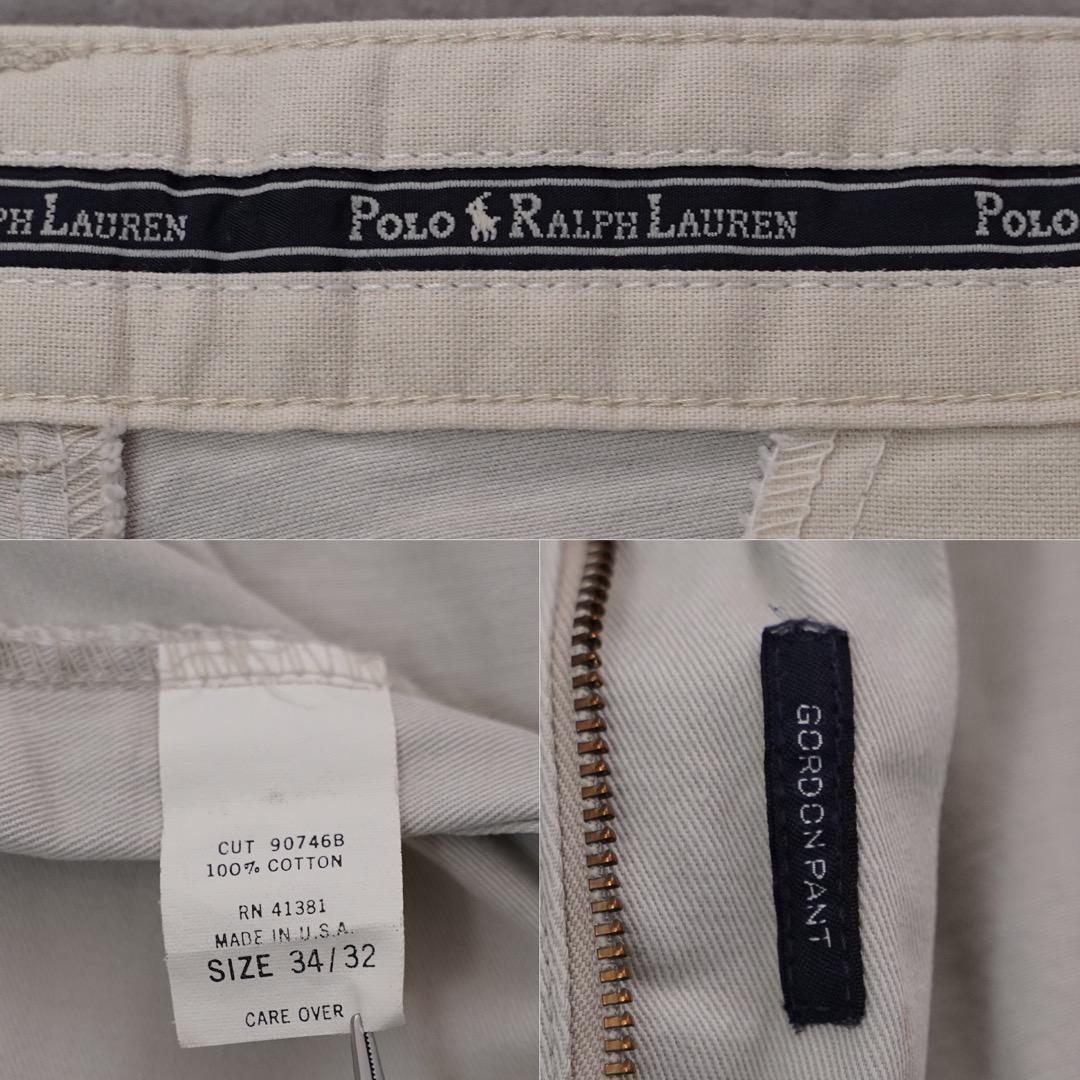 PH LAUREN POLO RALPH LAUREN POLO
CUT 90746B
100% COTTON
RN 41381
MADE IN U.S.A.
SIZE 34/32
CARE OVER
GORDON PANT